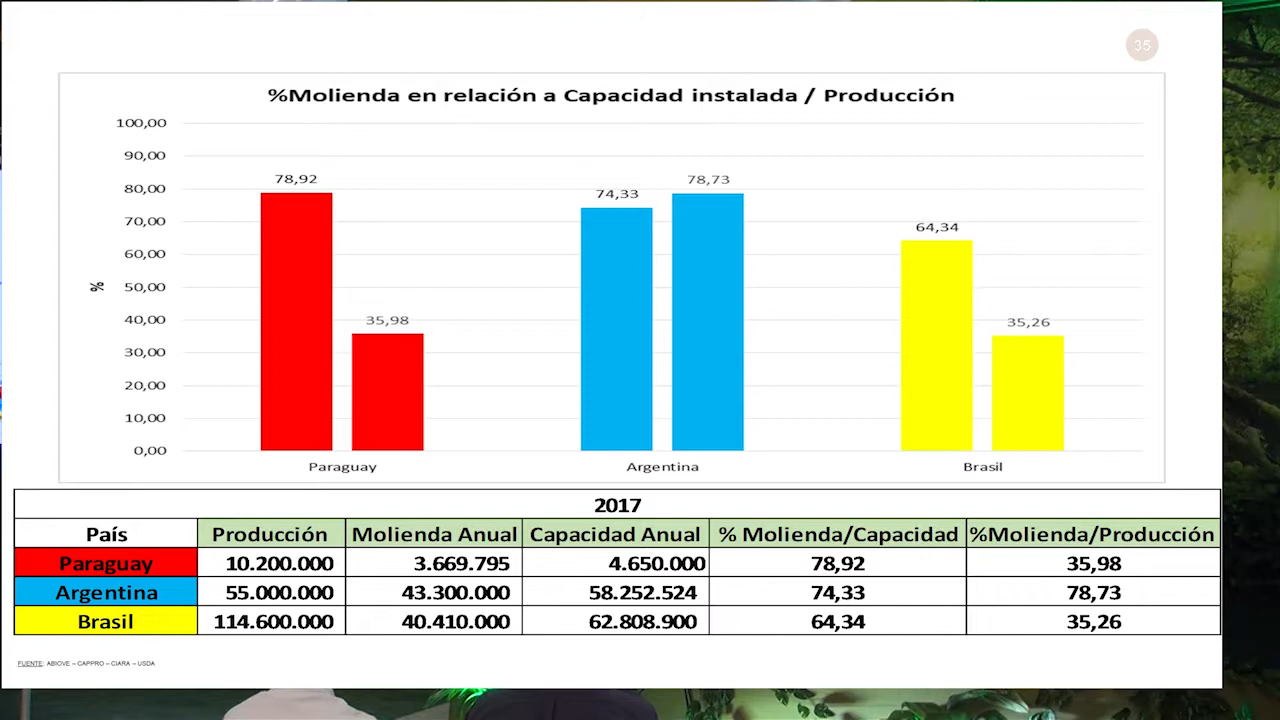 35
%Molienda en relación a Capacidad instalada / Producción
100,00
90,00
80,00
70,00
60,00
50,00
40,00
30,00
20,00
10,00
0,00
%
78,92
35,98
74,33
78,73
64,34
35,26
Paraguay Argentina Brasil
2017
País Producción Molienda Anual Capacidad Anual % Molienda/Capacidad %Molienda/Producción
Paraguay 10.200.000 3.669.795 4.650.000 78,92 35,98
Argentina 55.000.000 43.300.000 58.252.524 74,33 78,73
Brasil 114.600.000 40.410.000 62.808.900 64,34 35,26
FUENTE: ABIOVE – CAPPRO – CIARA – USDA